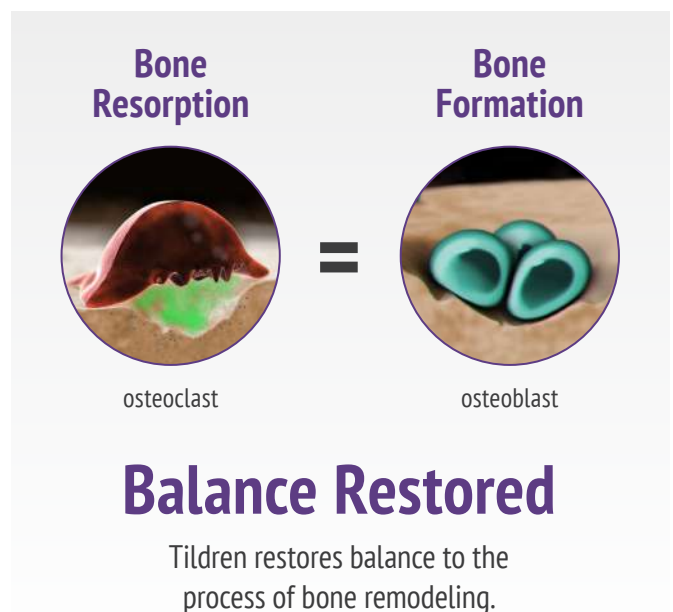 Bone
Resorption
Bone
Formation
=
osteoclast
osteoblast
Balance Restored
Tildren restores balance to the
process of bone remodeling.